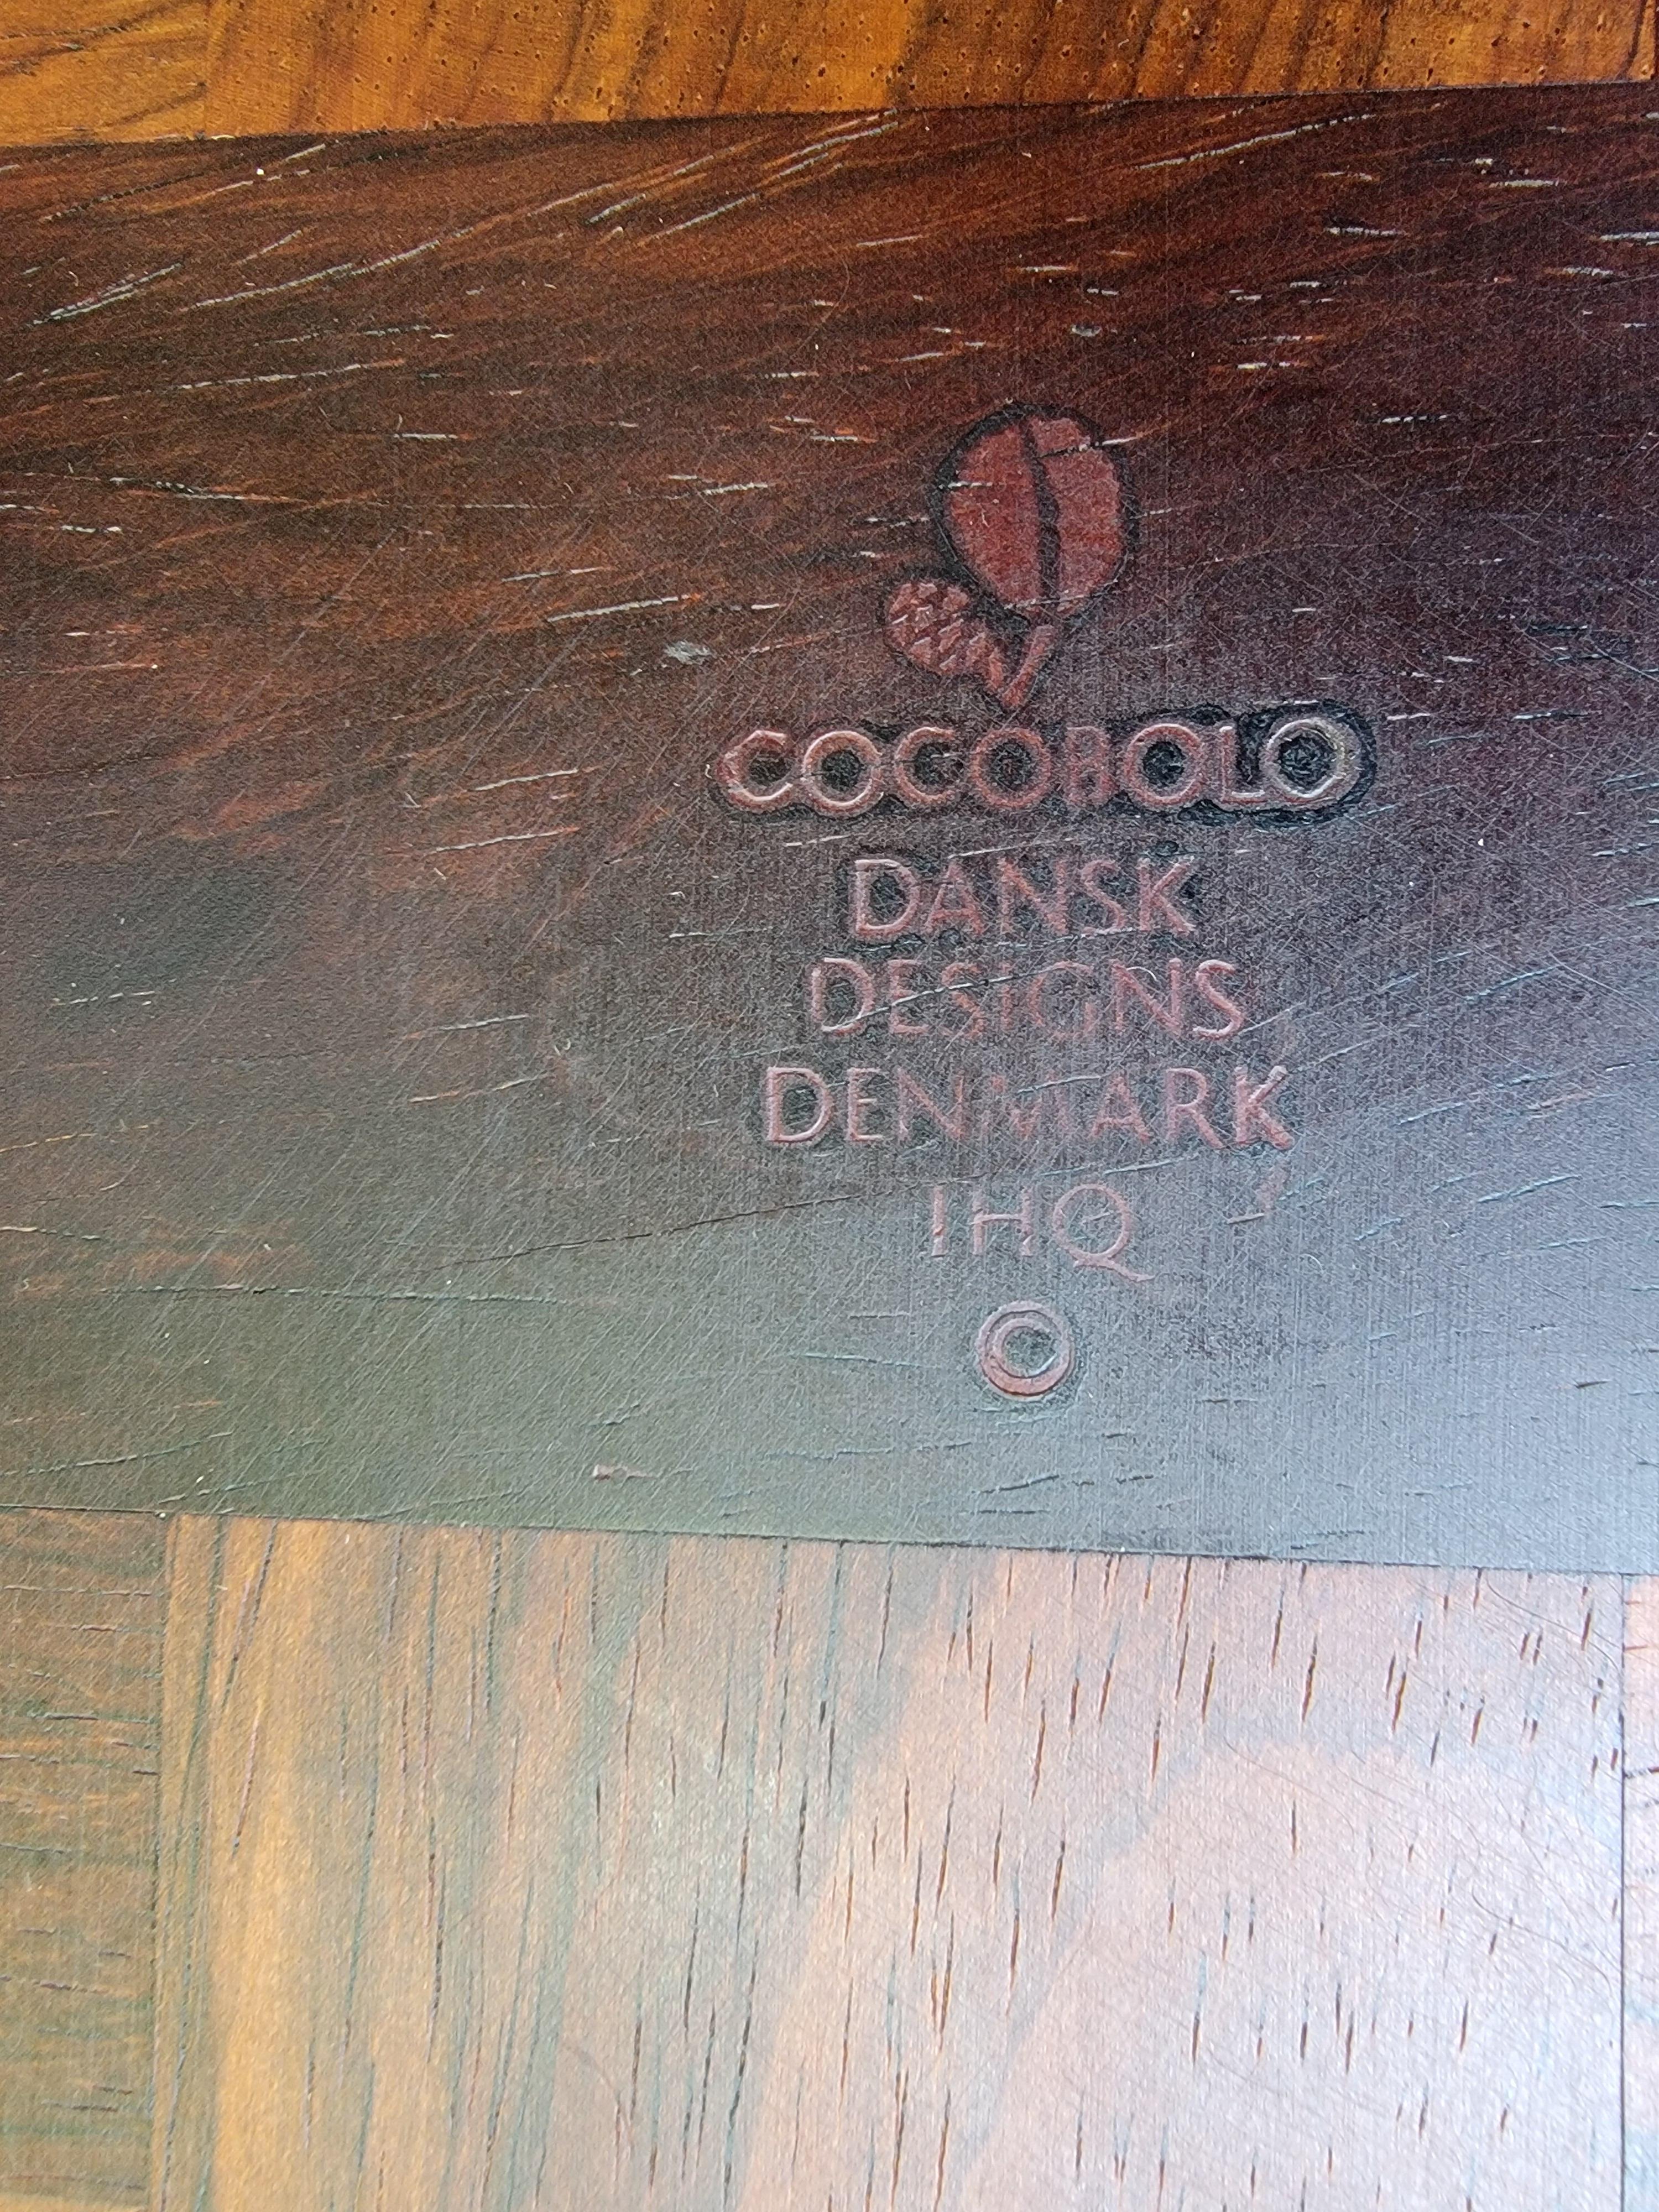 COCOBOLO
DANSK
DESIGNS
DENMARK
IHQ
©